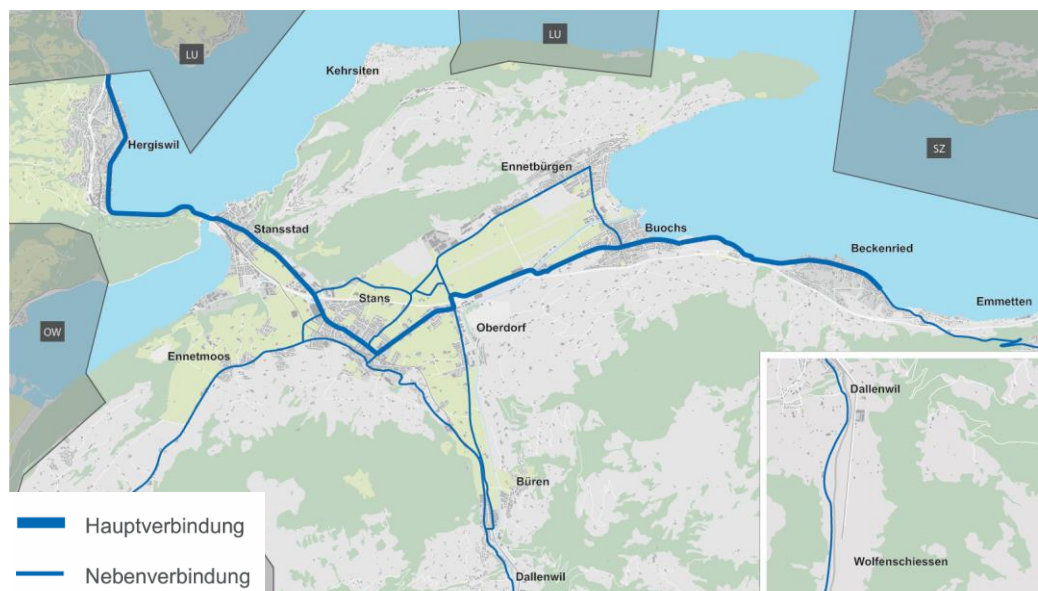 LU
LU
Kehrsiten
Hergiswil
SZ
Ennetbürgen
Stansstad
Buochs
Beckenried
Stans
Emmetten
OW
Oberdorf
Ennetmoos
Dallenwil
Büren
Hauptverbindung
Wolfenschiessen
Nebenverbindung
Dallenwil